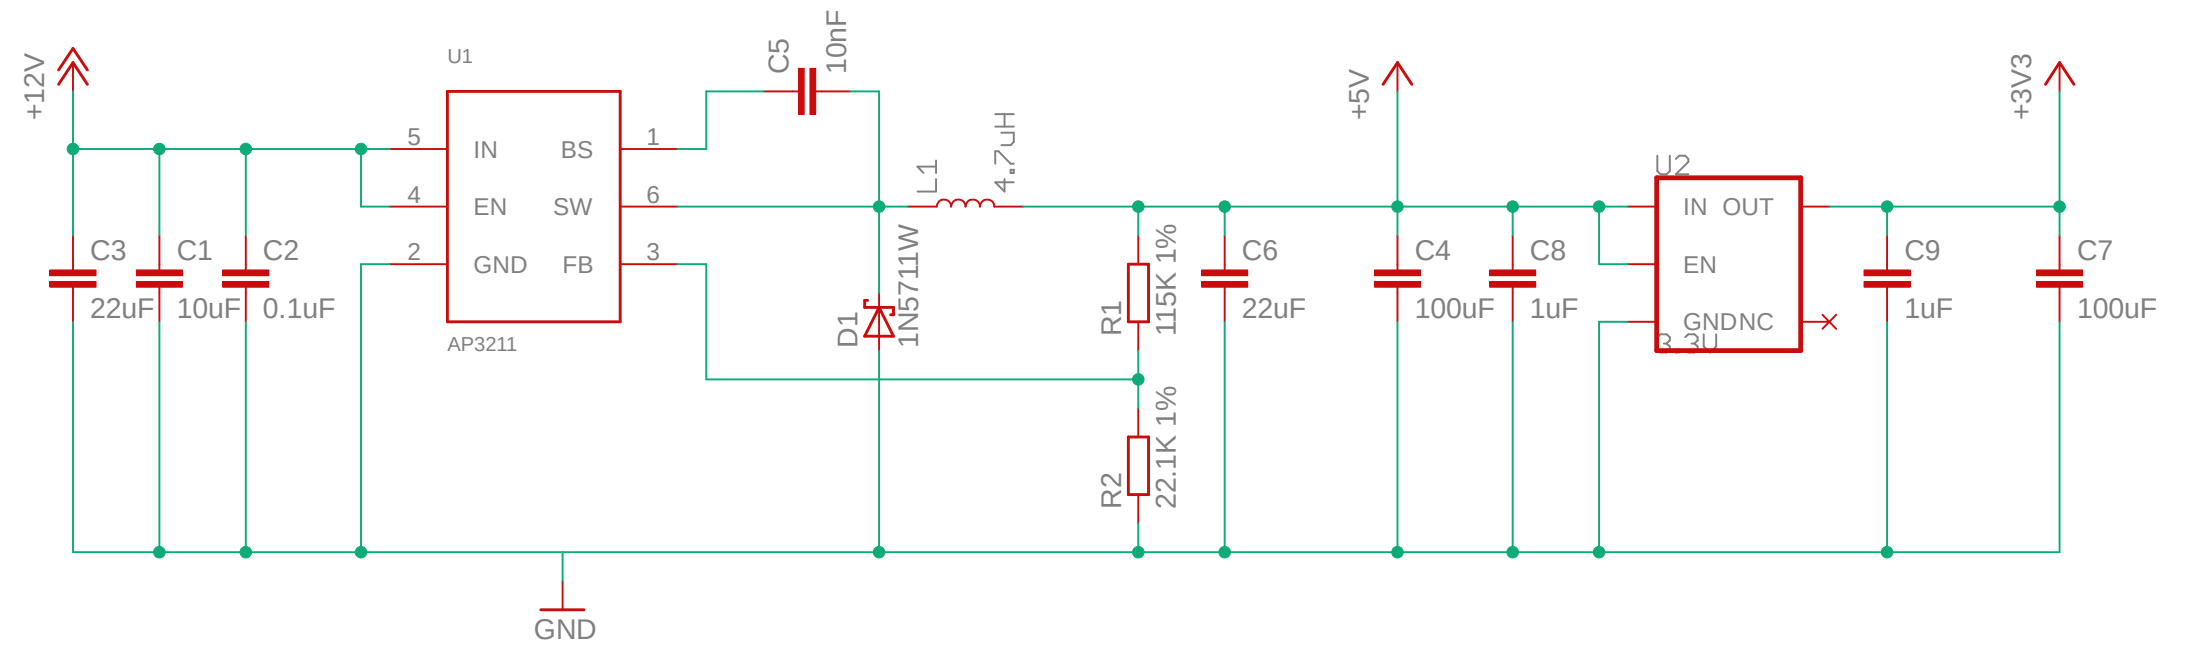 +12V
C3
22uF
C1
10uF
C2
0.1uF
U1
5
IN
4
EN
2
GND
BS
1
SW
6
FB
3
AP3211
C5
10nF
L1
4.7uH
D1
1N5711W
R1
115K 1%
R2
22.1K 1%
GND
C6
22uF
+5V
C4
100uF
C8
1uF
U2
IN OUT
EN
GNDNC
3.3U
C9
1uF
+3V3
C7
100uF